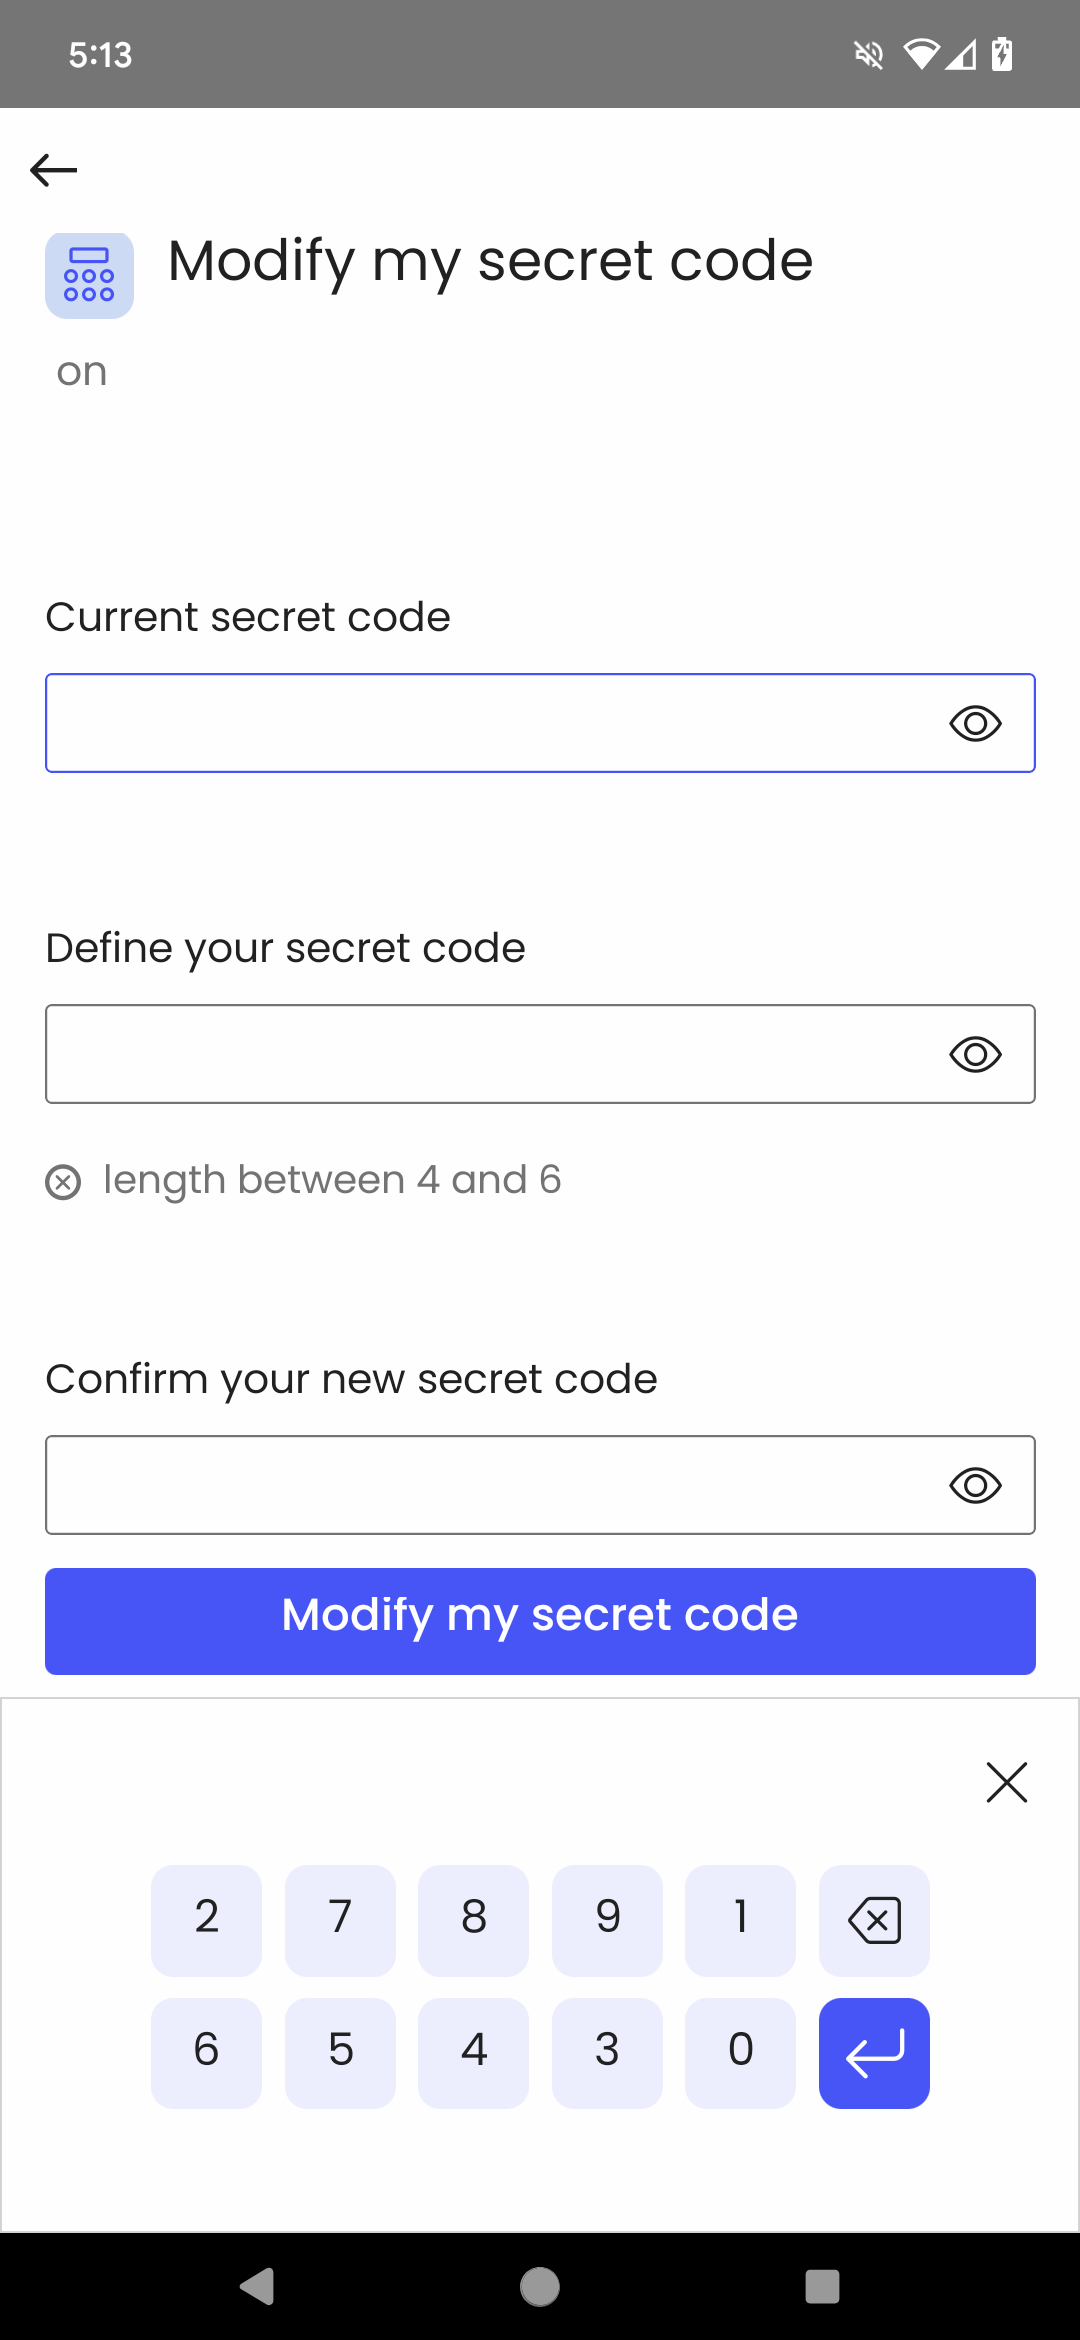 5:13
Modify my secret code
on
Current secret code
Define your secret code
length between 4 and 6
Confirm your new secret code
Modify my secret code
2 7 8 9 1
6 5 4 3 0